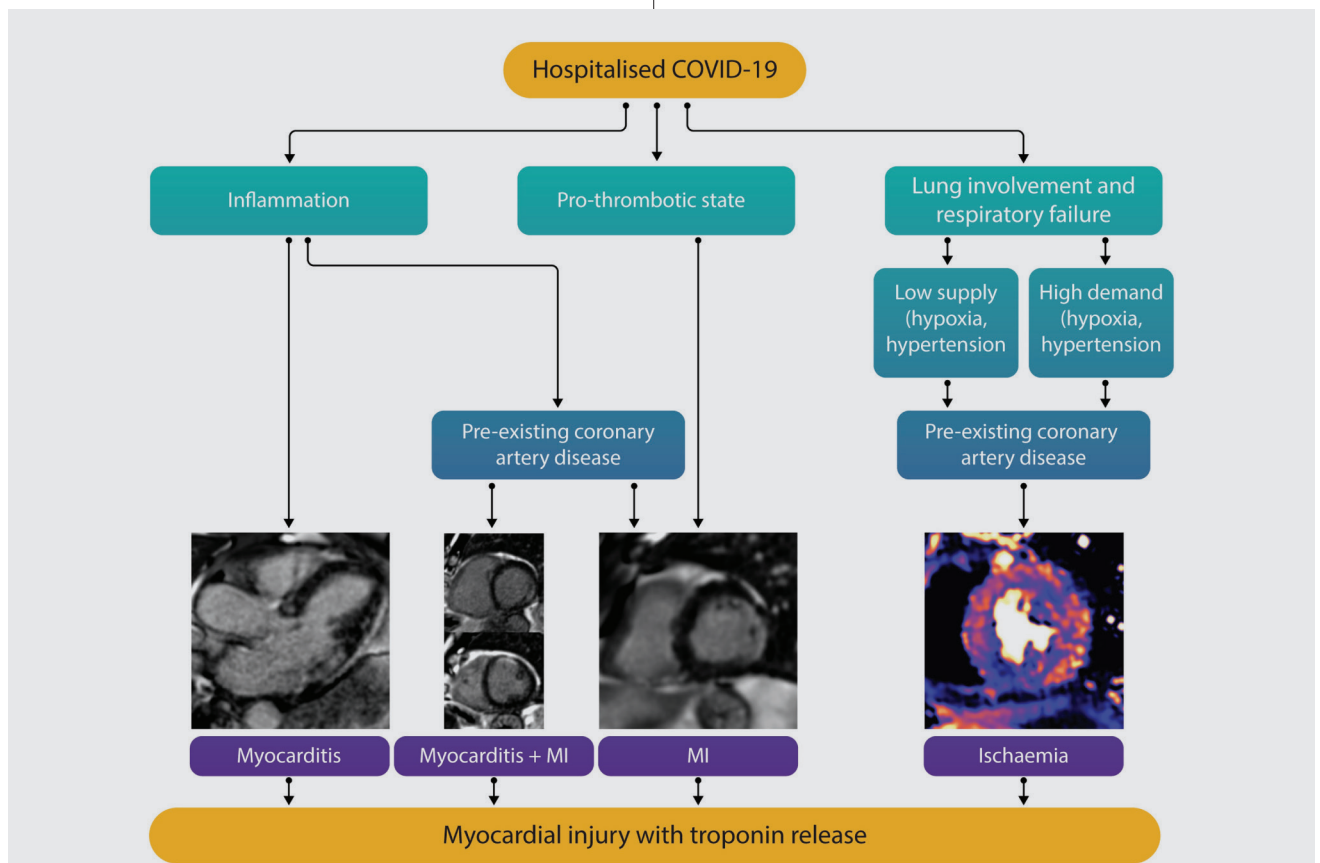 Hospitalised COVID-19
Inflammation
Pro-thrombotic state
Lung involvement and
respiratory failure
Low supply
(hypoxia,
hypertension
High demand
(hypoxia,
hypertension
Pre-existing coronary
artery disease
Pre-existing coronary
artery disease
Myocarditis
Myocarditis + MI
MI
Ischaemia
Myocardial injury with troponin release